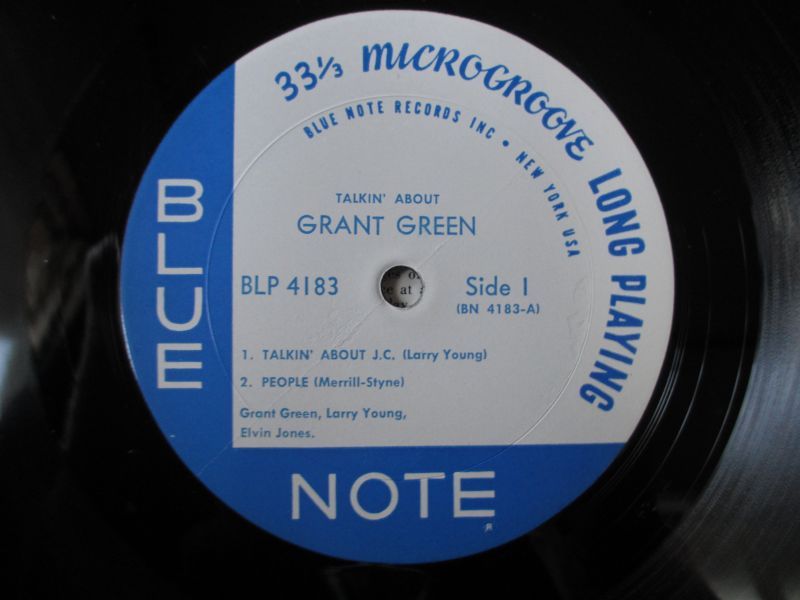 33⅓ MICROGROOVE LONG PLAYING
BLUE NOTE RECORDS INC • NEW YORK USA
TALKIN' ABOUT
GRANT GREEN
BLP 4183
Side 1
(BN 4183-A)
1. TALKIN' ABOUT J.C. (Larry Young)
2. PEOPLE (Merrill-Styne)
Grant Green, Larry Young,
Elvin Jones.
BLUE
NOTE
R
at